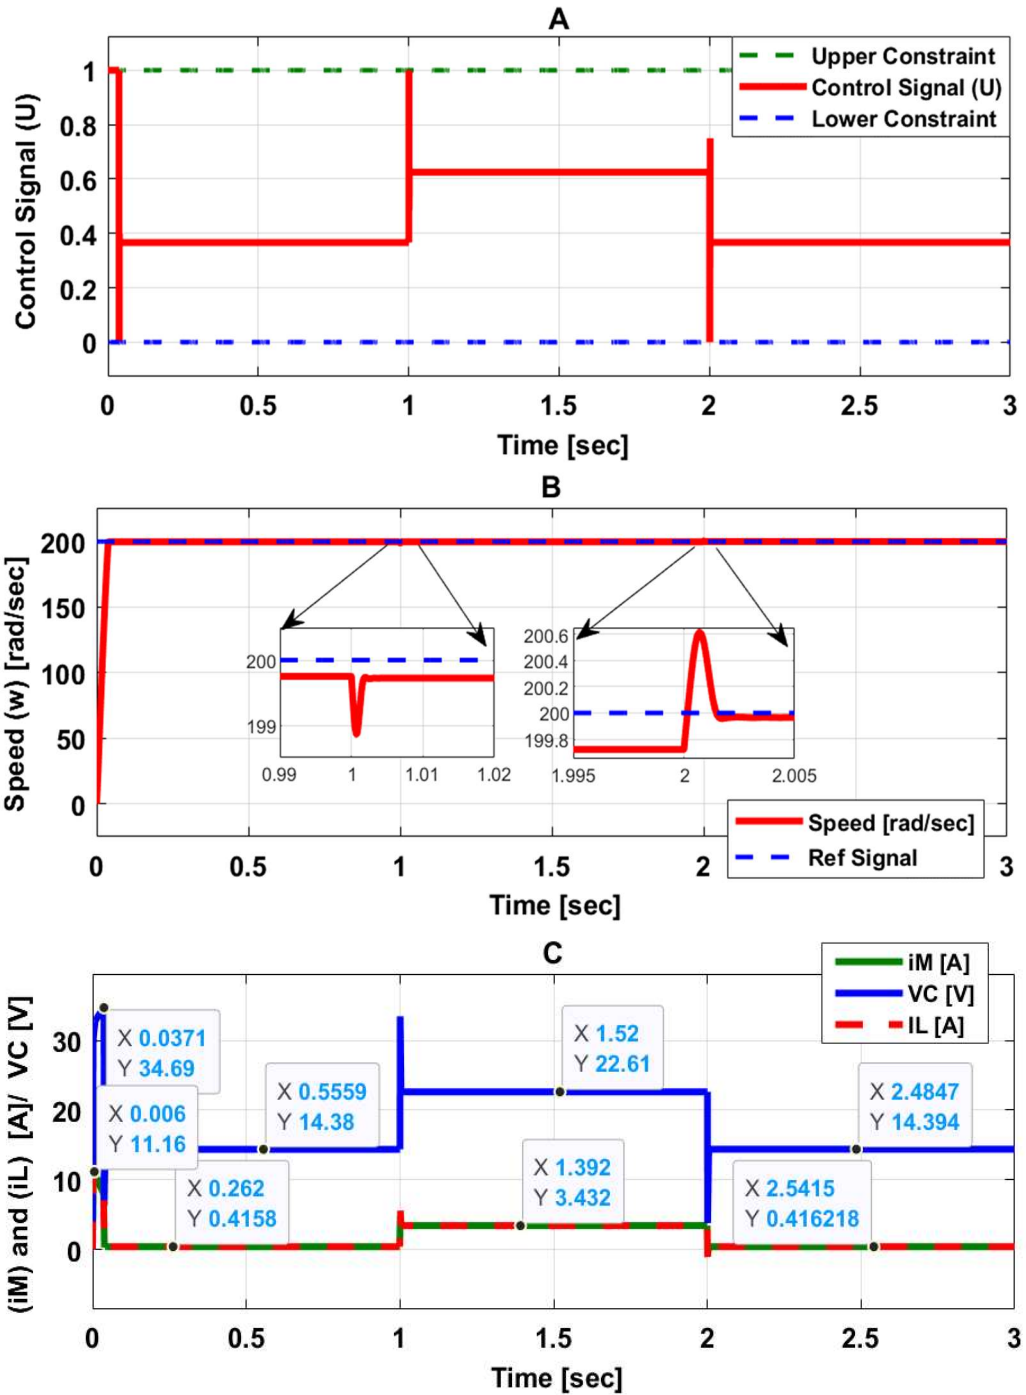 A
Control Signal (U)
1
0.8
0.6
0.4
0.2
0
Upper Constraint
Control Signal (U)
Lower Constraint
0 0.5 1 1.5 2 2.5 3
Time [sec]
B
Speed (w) [rad/sec]
200
150
100
50
0
200
199
0.99 1 1.01 1.02
200.6
200.4
200.2
200
199.8
1.995 2 2.005
Speed [rad/sec]
Ref Signal
0 0.5 1 1.5 2 3
Time [sec]
C
(iM) and (iL) [A]/ VC [V]
30
20
10
0
iM [A]
VC [V]
IL [A]
X 0.0371
Y 34.69
X 0.006
Y 11.16
X 0.5559
Y 14.38
X 0.262
Y 0.4158
X 1.52
Y 22.61
X 1.392
Y 3.432
X 2.4847
Y 14.394
X 2.5415
Y 0.416218
0 0.5 1 1.5 2 2.5 3
Time [sec]